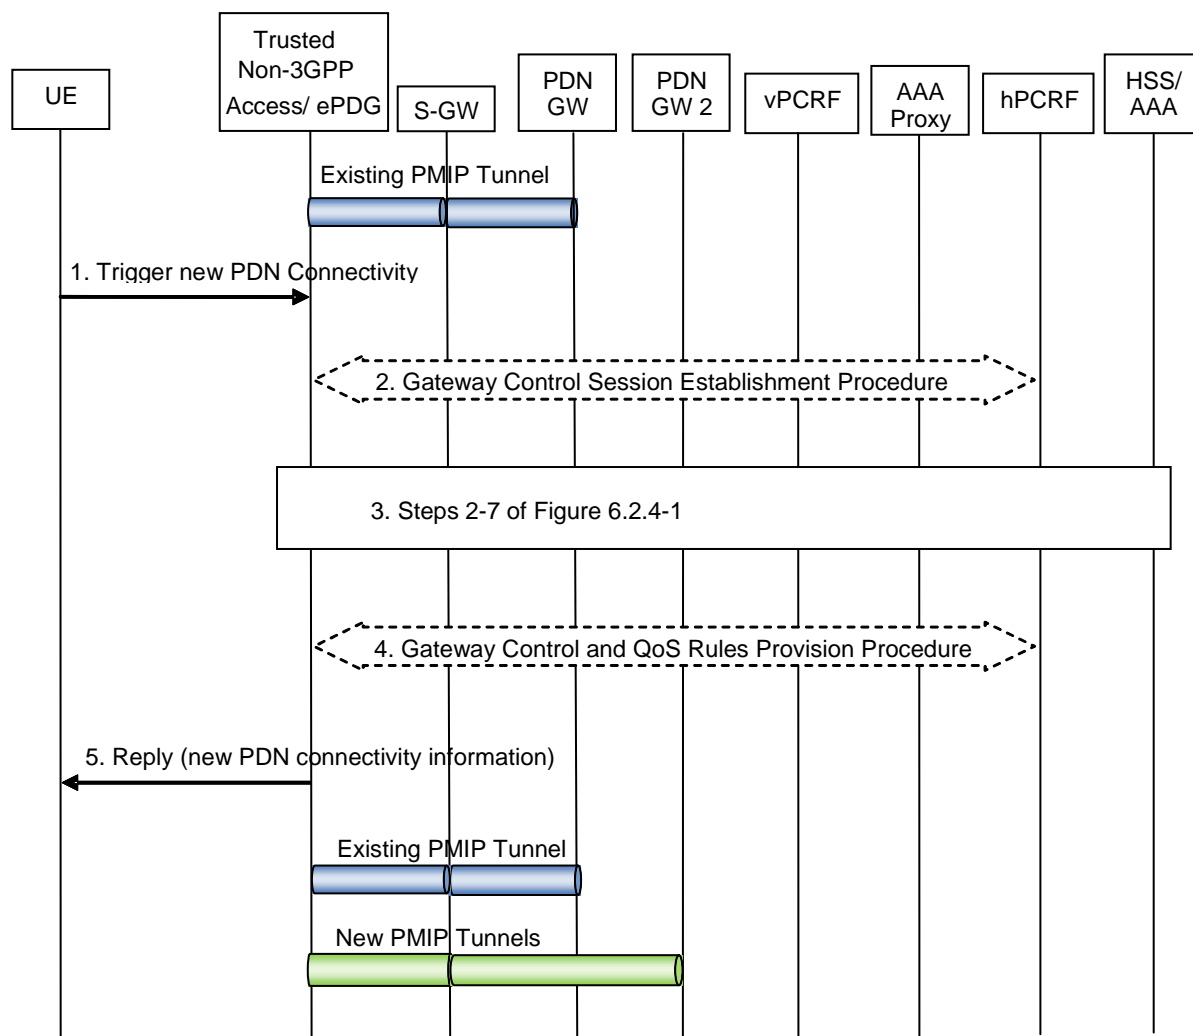 UE
Trusted
Non-3GPP
Access/ ePDG
S-GW
PDN
GW
PDN
GW 2
vPCRF
AAA
Proxy
hPCRF
HSS/
AAA
Existing PMIP Tunnel
1. Trigger new PDN Connectivity
2. Gateway Control Session Establishment Procedure
3. Steps 2-7 of Figure 6.2.4-1
4. Gateway Control and QoS Rules Provision Procedure
5. Reply (new PDN connectivity information)
Existing PMIP Tunnel
New PMIP Tunnels